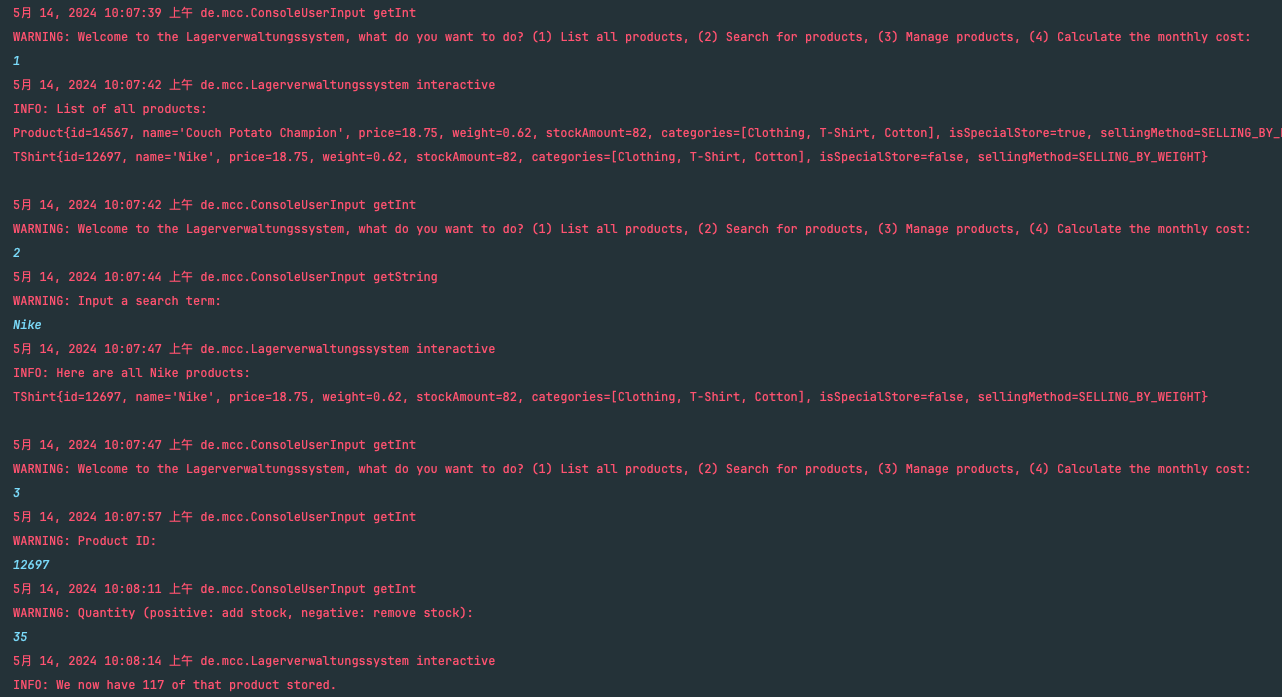 5月 14, 2024 10:07:39 上午 de.mcc.ConsoleUserInput getInt
WARNING: Welcome to the Lagerverwaltungssystem, what do you want to do? (1) List all products, (2) Search for products, (3) Manage products, (4) Calculate the monthly cost:
1
5月 14, 2024 10:07:42 上午 de.mcc.Lagerverwaltungssystem interactive
INFO: List of all products:
Product{id=14567, name='Couch Potato Champion', price=18.75, weight=0.62, stockAmount=82, categories=[Clothing, T-Shirt, Cotton], isSpecialStore=true, sellingMethod=SELLING_BY_
TShirt{id=12697, name='Nike', price=18.75, weight=0.62, stockAmount=82, categories=[Clothing, T-Shirt, Cotton], isSpecialStore=false, sellingMethod=SELLING_BY_WEIGHT}
5月 14, 2024 10:07:42 上午 de.mcc.ConsoleUserInput getInt
WARNING: Welcome to the Lagerverwaltungssystem, what do you want to do? (1) List all products, (2) Search for products, (3) Manage products, (4) Calculate the monthly cost:
2
5月 14, 2024 10:07:44 上午 de.mcc.ConsoleUserInput getString
WARNING: Input a search term:
Nike
5月 14, 2024 10:07:47 上午 de.mcc.Lagerverwaltungssystem interactive
INFO: Here are all Nike products:
TShirt{id=12697, name='Nike', price=18.75, weight=0.62, stockAmount=82, categories=[Clothing, T-Shirt, Cotton], isSpecialStore=false, sellingMethod=SELLING_BY_WEIGHT}
5月 14, 2024 10:07:47 上午 de.mcc.ConsoleUserInput getInt
WARNING: Welcome to the Lagerverwaltungssystem, what do you want to do? (1) List all products, (2) Search for products, (3) Manage products, (4) Calculate the monthly cost:
3
5月 14, 2024 10:07:57 上午 de.mcc.ConsoleUserInput getInt
WARNING: Product ID:
12697
5月 14, 2024 10:08:11 上午 de.mcc.ConsoleUserInput getInt
WARNING: Quantity (positive: add stock, negative: remove stock):
35
5月 14, 2024 10:08:14 上午 de.mcc.Lagerverwaltungssystem interactive
INFO: We now have 117 of that product stored.